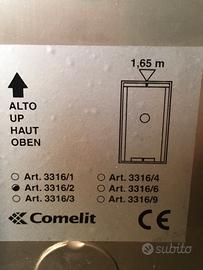 1,65 m
ALTO
UP
HAUT
OBEN
Art. 3316/1
Art. 3316/2
Art. 3316/3
Art. 3316/4
Art. 3316/6
Art. 3316/9
Comelit
CE
subito